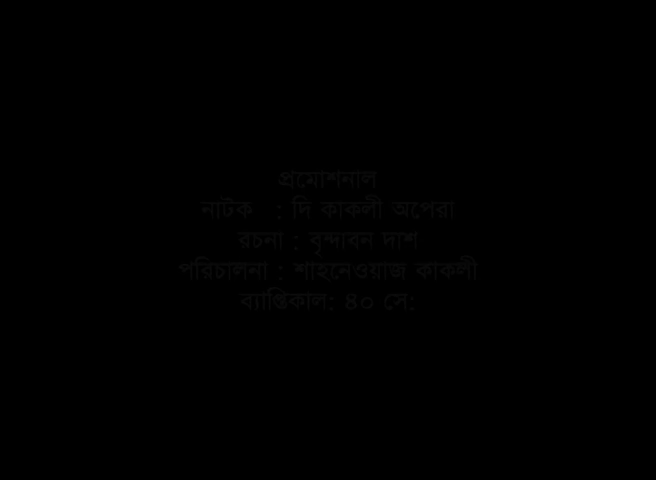 প্রমোশনাল
নাটক : দি কাকলী অপেরা
রচনা : বৃন্দাবন দাশ
পরিচালনা : শাহনেওয়াজ কাকলী
ব্যাপ্তিকাল: ৪০ সে: